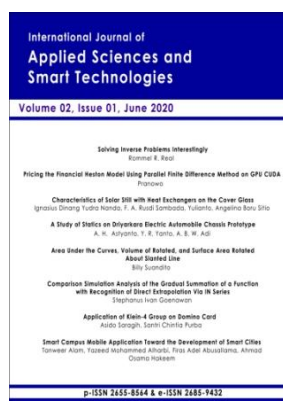 International Journal of
Applied Sciences and
Smart Technologies
Volume 02, Issue 01, June 2020
Solving Inverse Problems Interestingly
Rommel R. Real
Pricing the Financial Heston Model Using Parallel Finite Difference Method on GPU CUDA
Pranowo
Characteristics of Solar Still with Heat Exchangers on the Cover Glass
Ignasius Dinang Yudra Nanda, F. A. Rusdi Sambada, Yulianto, Angelina Boru Sitio
A Study of Statics on Driyarkara Electric Automobile Chassis Prototype
A. H. Astyanto, Y. R. Yanto, A. B. W. Adi
Area Under the Curves, Volume of Rotated, and Surface Area Rotated
About Slanted Line
Billy Suandito
Comparison Simulation Analysis of the Gradual Summation of a Function
with Recognition of Direct Extrapolation Via IN Series
Stephanus Ivan Goenawan
Application of Klein-4 Group on Domino Card
Asido Saragih, Santri Chintia Purba
Smart Campus Mobile Application Toward the Development of Smart Cities
Tanweer Alam, Yazeed Mohammed Alharbi, Firas Adel Abusallama, Ahmad
Osama Hakeem
p-ISSN 2655-8564 & e-ISSN 2685-9432